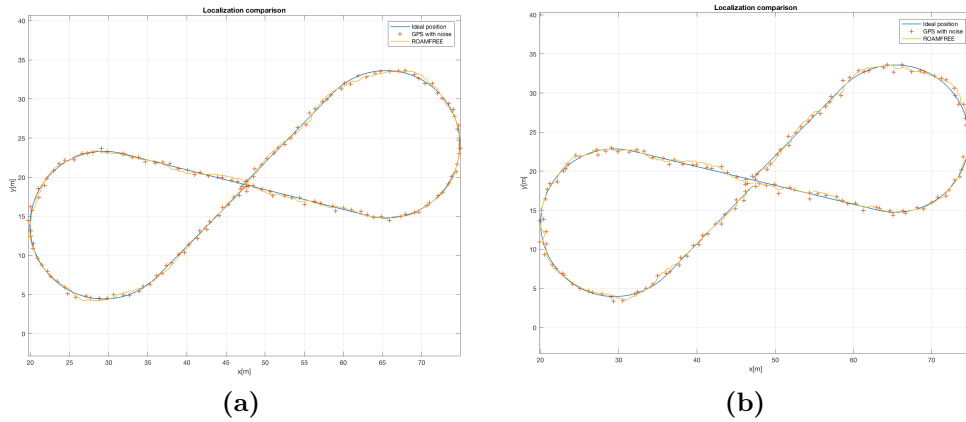 Localization comparison
Ideal position
GPS with noise
ROAMFREE
y[m]
40
35
30
25
20
15
10
5
0
20 25 30 35 40 45 50 55 60 65 70
x[m]
(a)
Localization comparison
Ideal position
GPS with noise
ROAMFREE
y[m]
40
35
30
25
20
15
10
5
0
20 30 40 50 60 70
x[m]
(b)